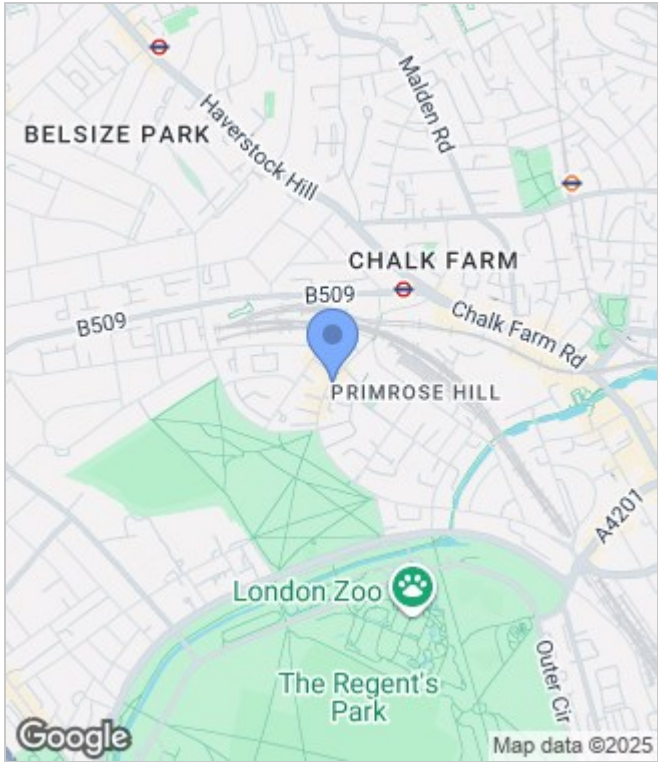 Malden Rd
BELSIZE PARK
Haverstock Hill
CHALK FARM
B509
B509
Chalk Farm Rd
PRIMROSE HILL
A4201
London Zoo
The Regent's
Park
Outer Cir
Google
Map data ©2025